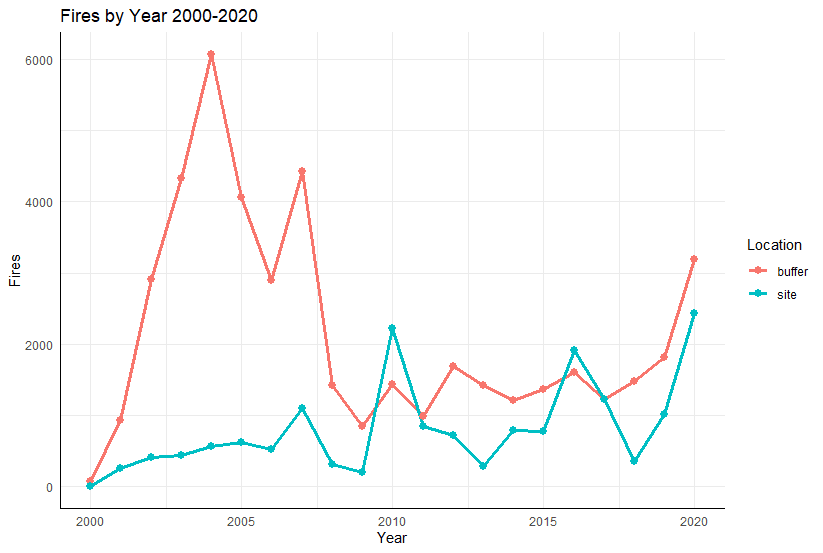 Fires by Year 2000-2020
6000
4000
2000
0
Fires
2000 2005 2010 2015 2020
Year
Location
buffer
site